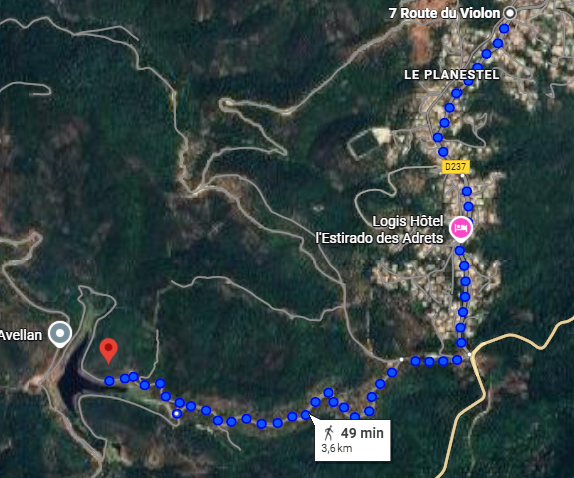 7 Route du Violon
LE PLANESTEL
D237
Logis Hôtel
l'Estirado des Adrets
Avellan
49 min
3,6 km